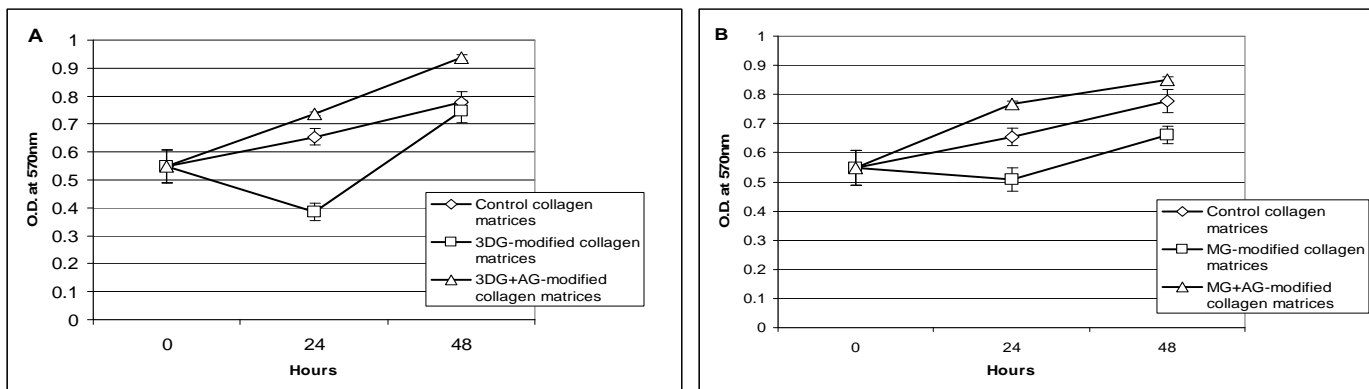 A
O.D. at 570nm
1
0.9
0.8
0.7
0.6
0.5
0.4
0.3
0.2
0.1
0
0 24 48
Hours
Control collagen
matrices
3DG-modified collagen
matrices
3DG+AG-modified
collagen matrices
B
O.D. at 570nm
1
0.9
0.8
0.7
0.6
0.5
0.4
0.3
0.2
0.1
0
0 24 48
Hours
Control collagen
matrices
MG-modified collagen
matrices
MG+AG-modified
collagen matrices